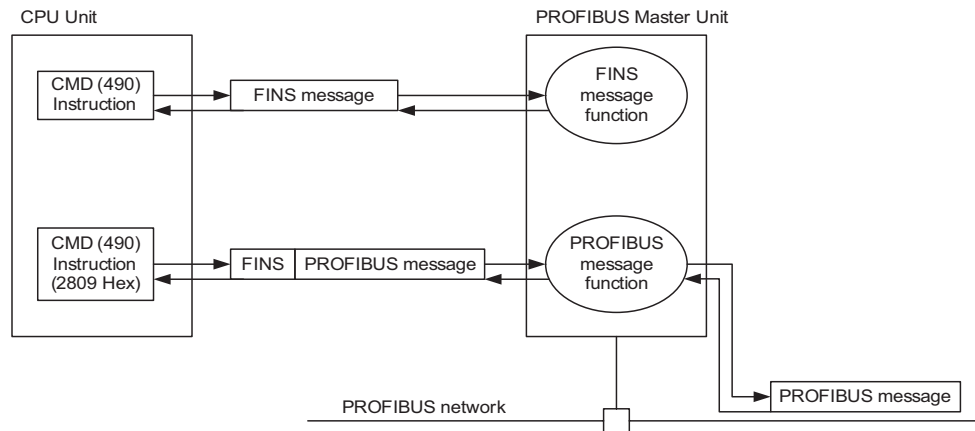 CPU Unit
PROFIBUS Master Unit
CMD (490)
Instruction
FINS message
FINS
message
function
CMD (490)
Instruction
(2809 Hex)
FINS
PROFIBUS message
PROFIBUS
message
function
PROFIBUS message
PROFIBUS network